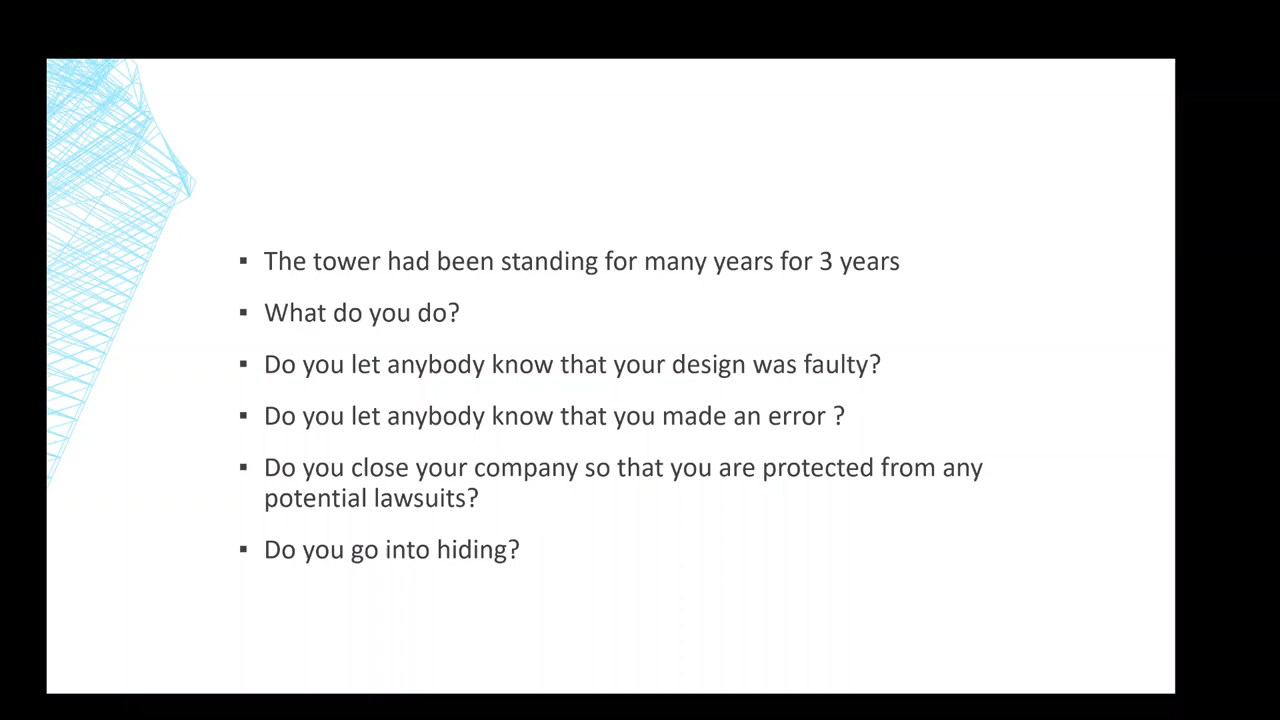 ▪ The tower had been standing for many years for 3 years
▪ What do you do?
▪ Do you let anybody know that your design was faulty?
▪ Do you let anybody know that you made an error ?
▪ Do you close your company so that you are protected from any
potential lawsuits?
▪ Do you go into hiding?